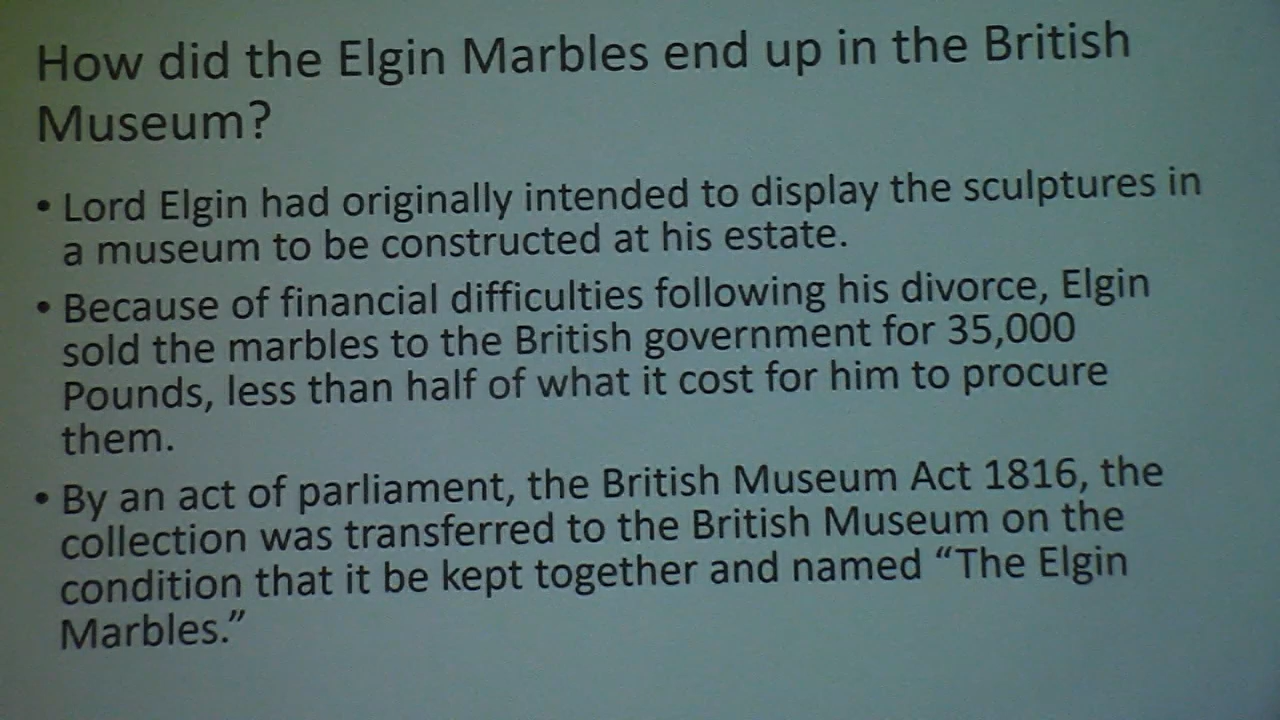 How did the Elgin Marbles end up in the British
Museum?
• Lord Elgin had originally intended to display the sculptures in
a museum to be constructed at his estate.
• Because of financial difficulties following his divorce, Elgin
sold the marbles to the British government for 35,000
Pounds, less than half of what it cost for him to procure
them.
• By an act of parliament, the British Museum Act 1816, the
collection was transferred to the British Museum on the
condition that it be kept together and named “The Elgin
Marbles.”